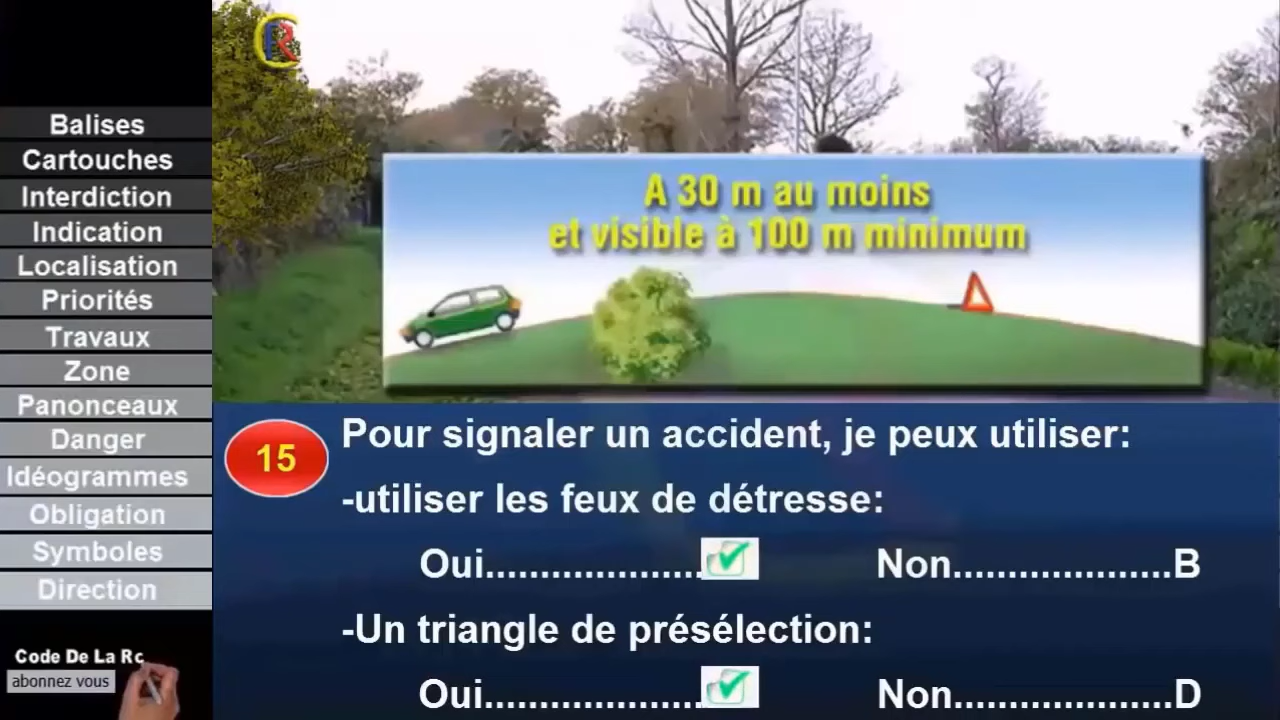 Balises
Cartouches
Interdiction
Indication
Localisation
Priorités
Travaux
Zone
Panonceaux
Danger
Idéogrammes
Obligation
Symboles
Direction
Code De La Rc
abonnez vous
CR
A 30 m au moins
et visible à 100 m minimum
15
Pour signaler un accident, je peux utiliser:
-utiliser les feux de détresse:
Oui.................... Non....................B
-Un triangle de présélection:
Oui.................... Non....................D